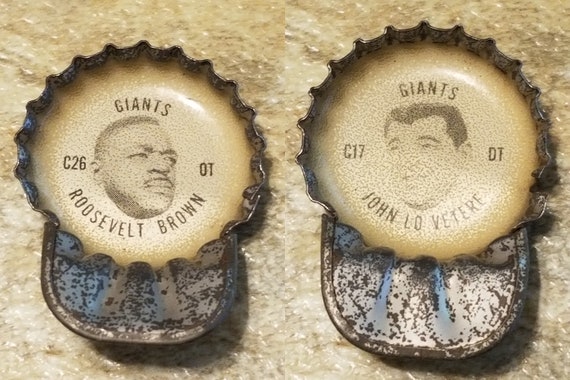 GIANTS
C26 OT
ROOSEVELT BROWN
GIANTS
C17 DT
JOHN LO VETERE